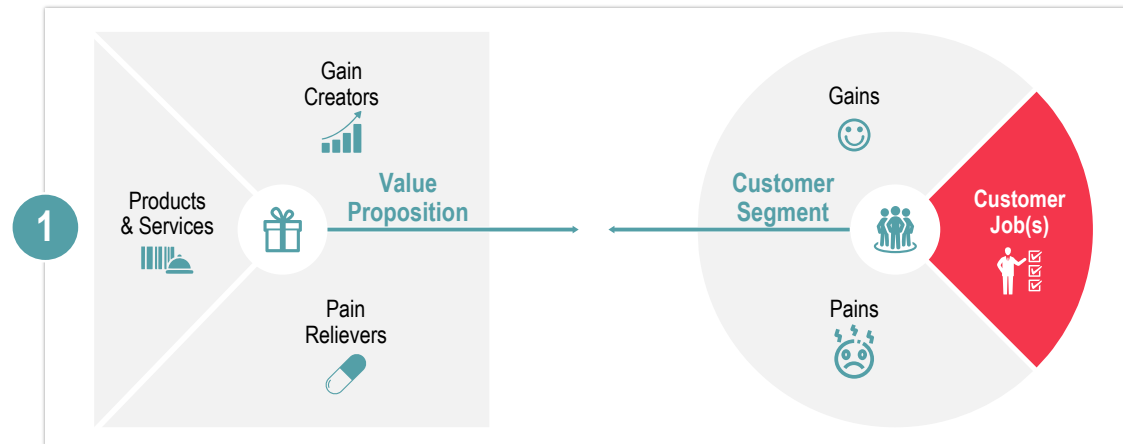 1
Products
& Services
Gain
Creators
Value
Proposition
Pain
Relievers
Gains
Customer
Segment
Pains
Customer
Job(s)